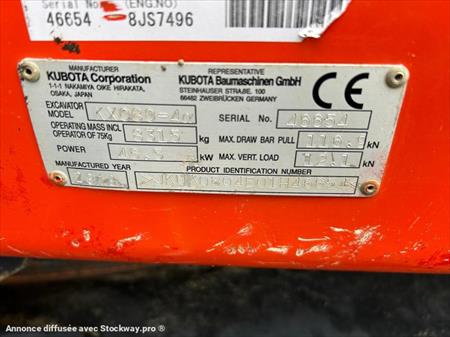 Serial No. (ENG.NO)
46654 - 8JS7496
MANUFACTURER
KUBOTA Corporation
1-1-1 NAKAMIYA OIKE HIRAKATA,
OSAKA, JAPAN
REPRESENTATIVE
KUBOTA Baumaschinen GmbH
STEINHAUSER STRAßE, 100
66482 ZWEIBRÜCKEN GERMANY
CE
EXCAVATOR
MODEL KX080-4α
SERIAL No. 46654
OPERATING MASS INCL
OPERATOR OF 75Kg 8315 kg
MAX. DRAW BAR PULL kN
POWER kW
MAX. VERT. LOAD kN
MANUFACTURED YEAR
PRODUCT IDENTIFICATION NUMBER
Annonce diffusée avec Stockway.pro ®